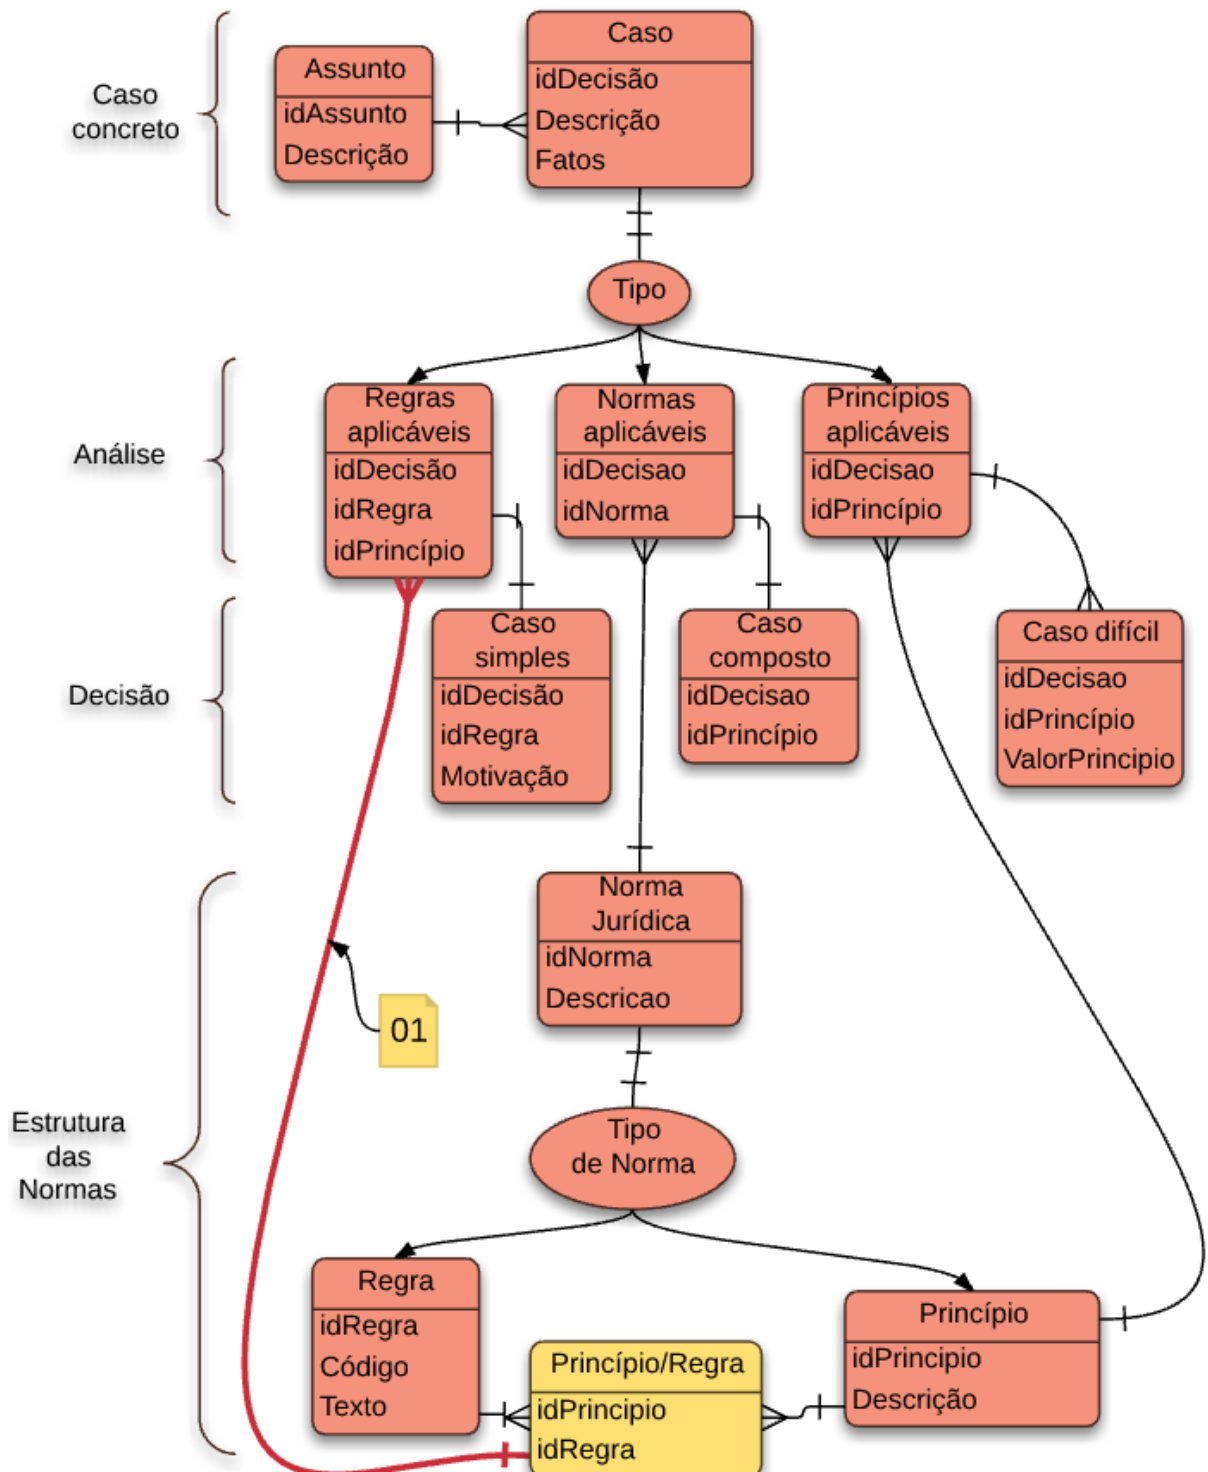 Caso
concreto
Assunto
idAssunto
Descrição
Caso
idDecisão
Descrição
Fatos
Tipo
Análise
Regras
aplicáveis
idDecisão
idRegra
idPrincípio
Normas
aplicáveis
idDecisao
idNorma
Princípios
aplicáveis
idDecisao
idPrincípio
Decisão
Caso
simples
idDecisão
idRegra
Motivação
Caso
composto
idDecisao
idPrincípio
Caso difícil
idDecisao
idPrincípio
ValorPrincipio
Estrutura
das
Normas
Norma
Jurídica
idNorma
Descricao
01
Tipo
de Norma
Regra
idRegra
Código
Texto
Princípio/Regra
idPrincipio
idRegra
Princípio
idPrincipio
Descrição